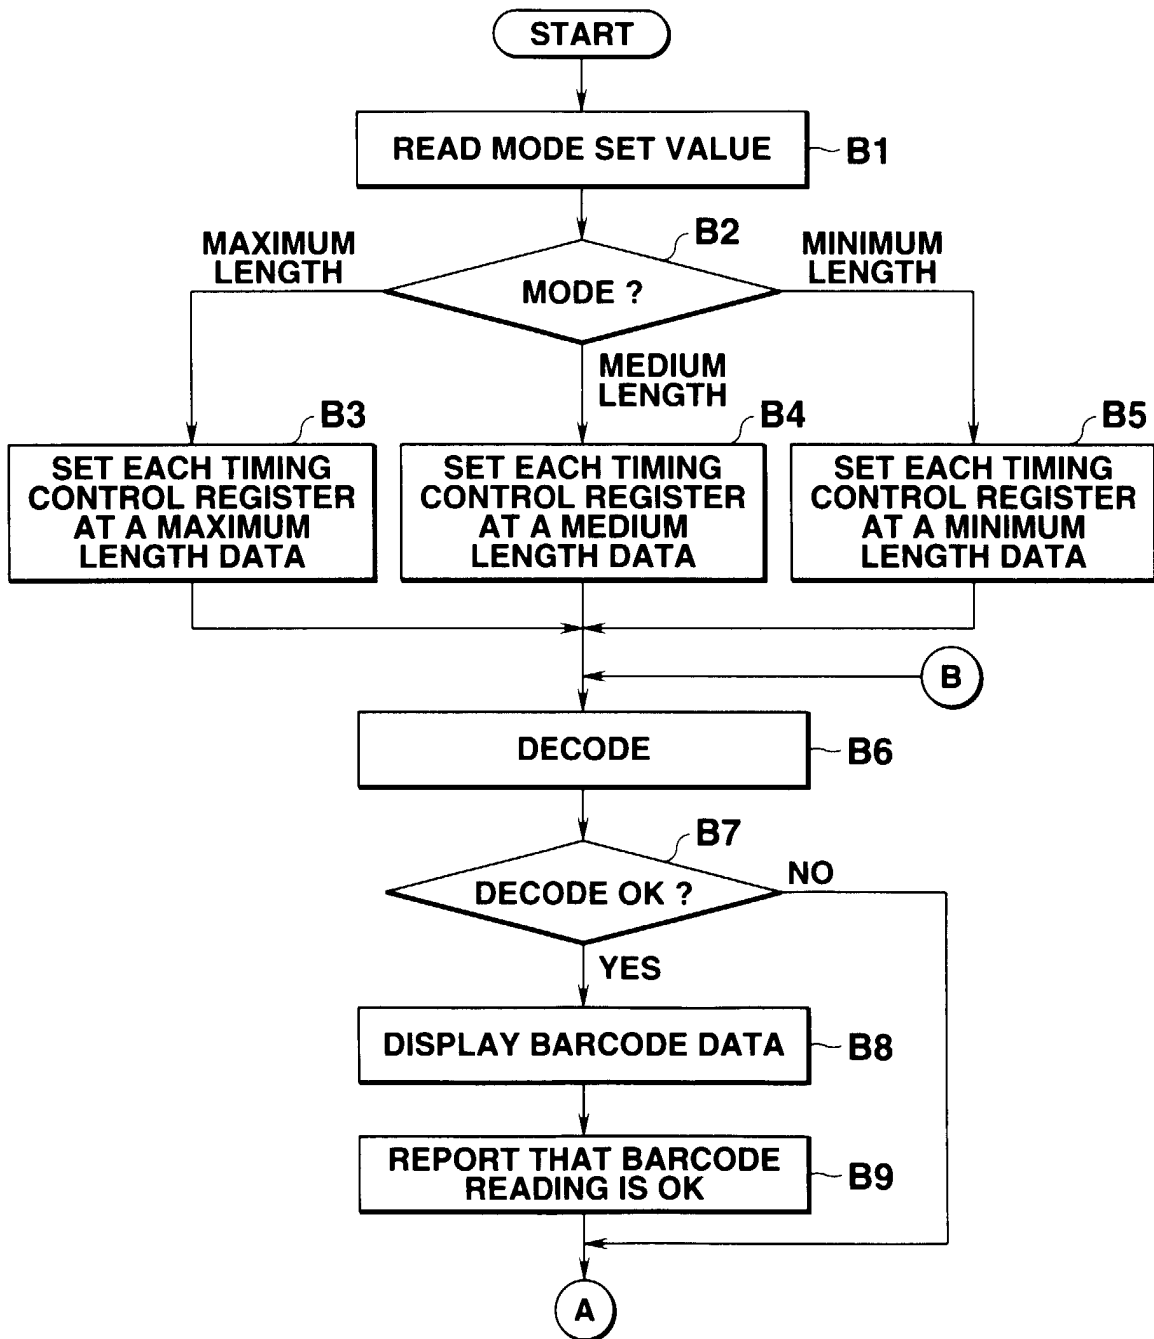 START
READ MODE SET VALUE
B1
B2
MAXIMUM
LENGTH
MINIMUM
LENGTH
MODE ?
MEDIUM
LENGTH
B3
B4
B5
SET EACH TIMING
CONTROL REGISTER
AT A MAXIMUM
LENGTH DATA
SET EACH TIMING
CONTROL REGISTER
AT A MEDIUM
LENGTH DATA
SET EACH TIMING
CONTROL REGISTER
AT A MINIMUM
LENGTH DATA
B
DECODE
B6
B7
DECODE OK ?
NO
YES
DISPLAY BARCODE DATA
B8
REPORT THAT BARCODE
READING IS OK
B9
A